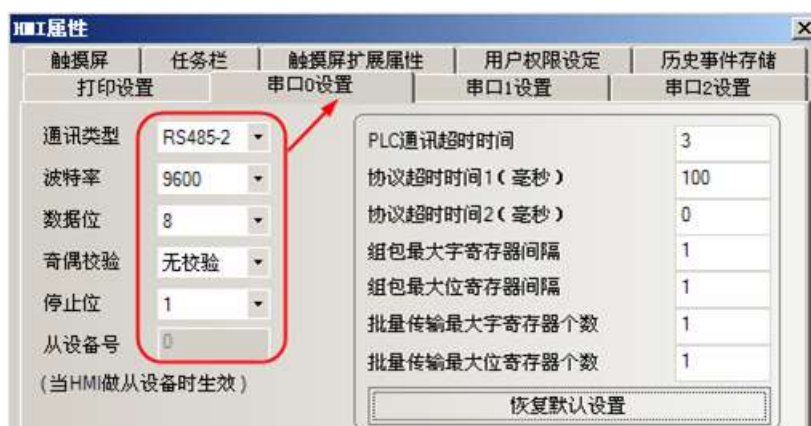 HMI属性
触摸屏 任务栏 触摸屏扩展属性 用户权限设定 历史事件存储
打印设置 串口0设置 串口1设置 串口2设置
通讯类型 RS485-2
波特率 9600
数据位 8
奇偶校验 无校验
停止位 1
从设备号 0
(当HMI做从设备时生效)
PLC通讯超时时间 3
协议超时时间1(毫秒) 100
协议超时时间2(毫秒) 0
组包最大字寄存器间隔 1
组包最大位寄存器间隔 1
批量传输最大字寄存器个数 1
批量传输最大位寄存器个数 1
恢复默认设置